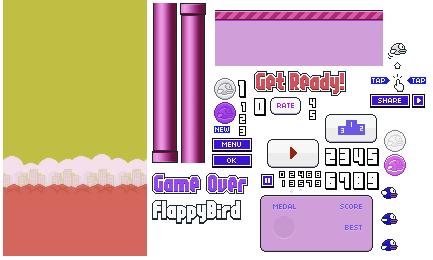 Get Ready!
TAP TAP
SHARE
RATE
NEW
MENU
OK
Game Over
FlappyBird
MEDAL SCORE
BEST